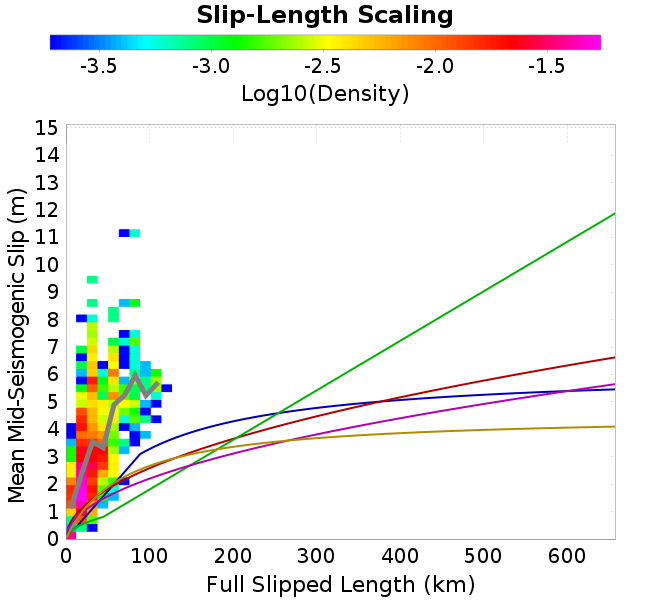 Slip-Length Scaling
-3.5 -3.0 -2.5 -2.0 -1.5
Log10(Density)
Mean Mid-Seismogenic Slip (m)
15
14
13
12
11
10
9
8
7
6
5
4
3
2
1
0
0 100 200 300 400 500 600
Full Slipped Length (km)